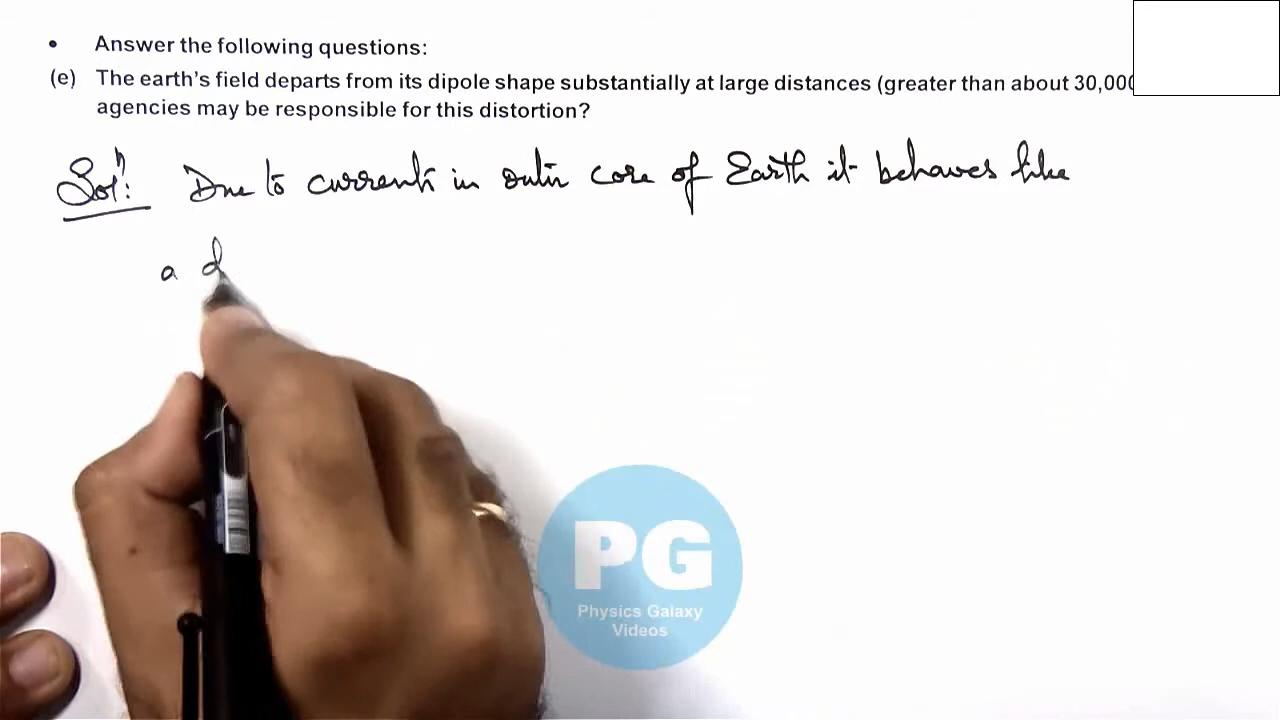 • Answer the following questions:
(e) The earth's field departs from its dipole shape substantially at large distances (greater than about 30,000
agencies may be responsible for this distortion?
Solⁿ: Due to currents in outer core of Earth it behaves like
a d
PG
Physics Galaxy
Videos